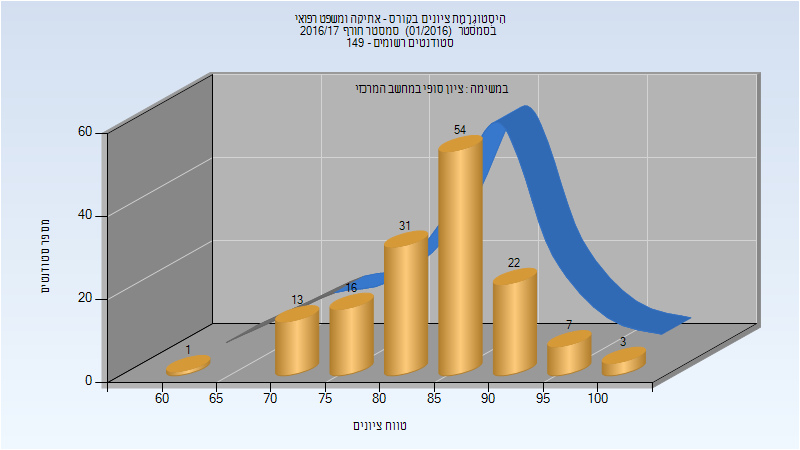 היסטוגרמת ציונים בקורס - אתיקה ומשפט רפואי
בסמסטר (01/2016) סמסטר חורף 2016/17
סטודנטים רשומים - 149
במשימה : ציון סופי במחשב המרכזי
מספר סטודנטים
60
40
20
0
1
13
16
31
54
22
7
3
60 65 70 75 80 85 90 95 100
טווח ציונים